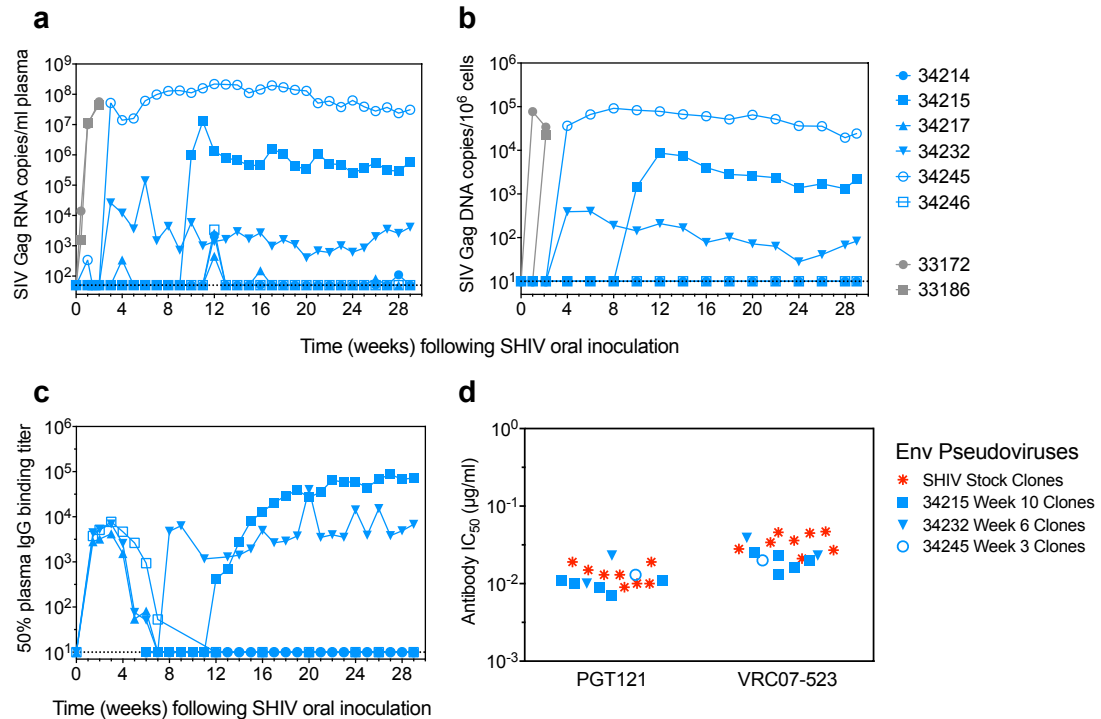 a
SIV Gag RNA copies/ml plasma
10⁹
10⁸
10⁷
10⁶
10⁵
10⁴
10³
10²
0 4 8 12 16 20 24 28
b
SIV Gag DNA copies/10⁶ cells
10⁶
10⁵
10⁴
10³
10²
10¹
0 4 8 12 16 20 24 28
34214
34215
34217
34232
34245
34246
33172
33186
Time (weeks) following SHIV oral inoculation
c
50% plasma IgG binding titer
10⁶
10⁵
10⁴
10³
10²
10¹
0 4 8 12 16 20 24 28
Time (weeks) following SHIV oral inoculation
d
Antibody IC₅₀ (µg/ml)
10⁰
10⁻¹
10⁻²
10⁻³
PGT121 VRC07-523
Env Pseudoviruses
SHIV Stock Clones
34215 Week 10 Clones
34232 Week 6 Clones
34245 Week 3 Clones